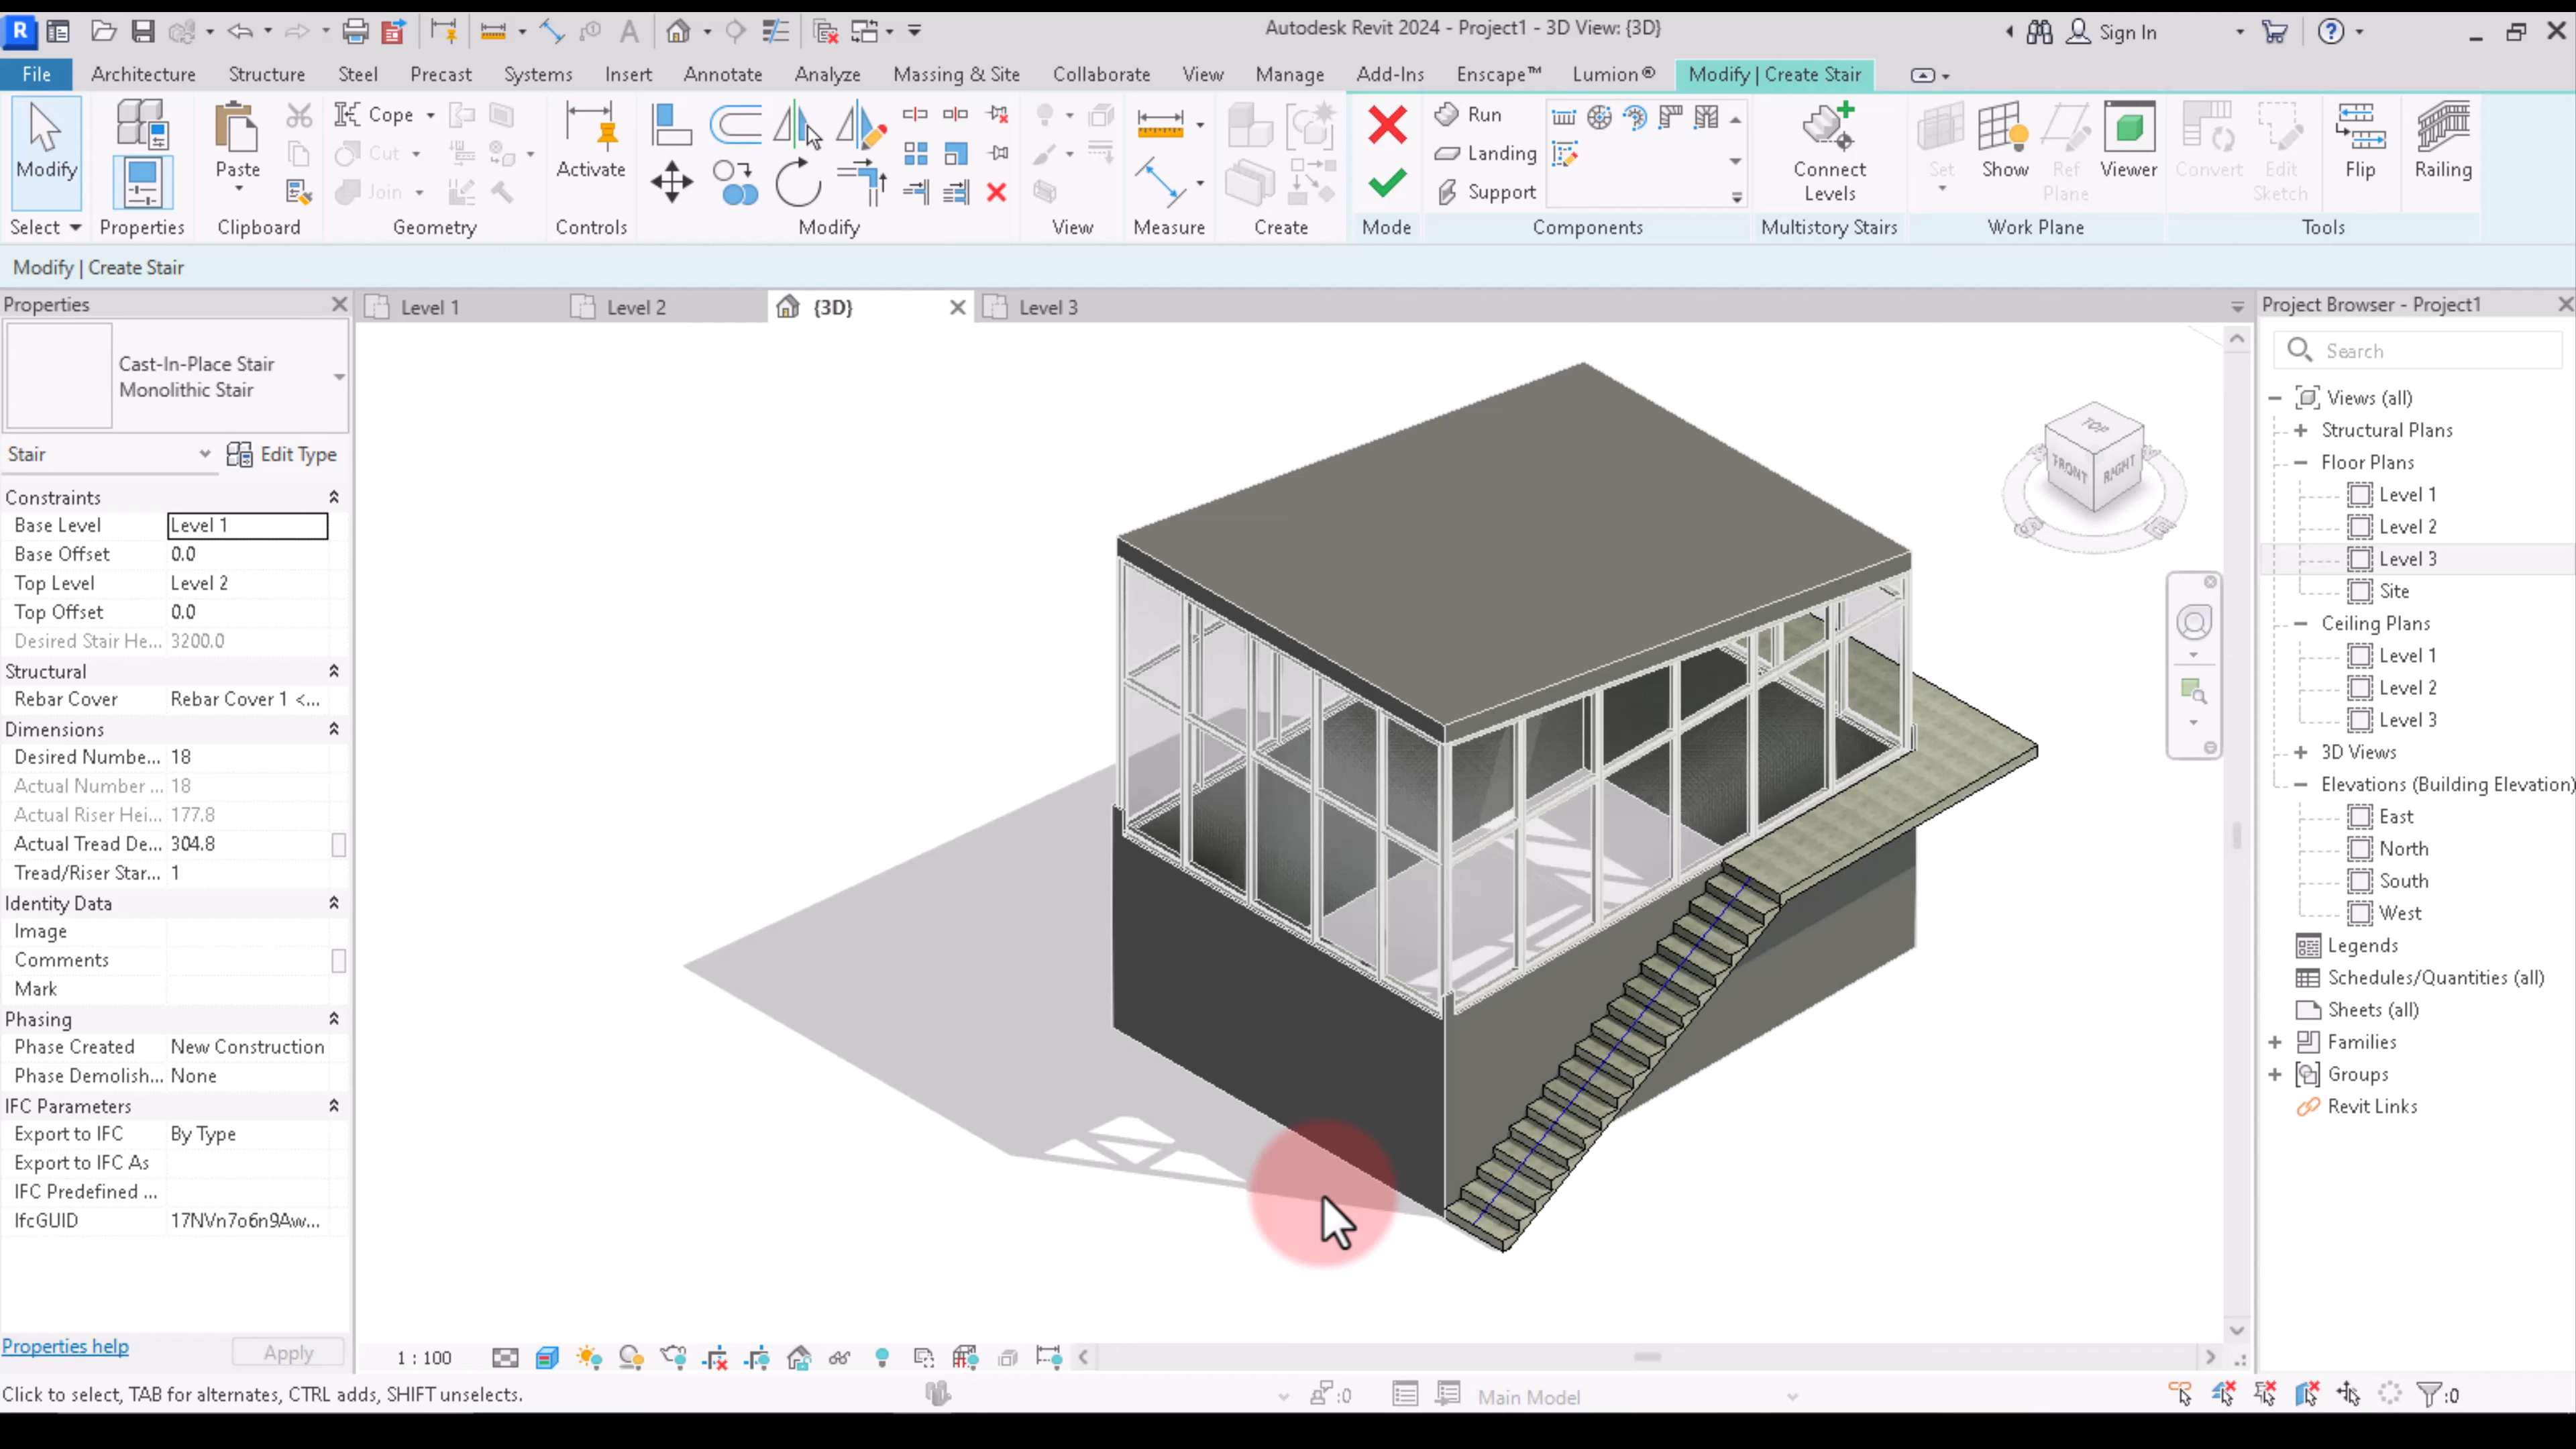 R
Autodesk Revit 2024 - Project1 - 3D View: {3D}
Sign In
File Architecture Structure Steel Precast Systems Insert Annotate Analyze Massing & Site Collaborate View Manage Add-Ins Enscape™ Lumion® Modify | Create Stair
Modify
Paste
Cope
Cut
Join
Activate
Run
Landing
Support
Connect
Levels
Set
Show
Ref
Plane
Viewer
Convert
Edit
Sketch
Flip
Railing
Select Properties Clipboard Geometry Controls Modify View Measure Create Mode Components Multistory Stairs Work Plane Tools
Modify | Create Stair
Properties
Level 1 Level 2 {3D} Level 3
Cast-In-Place Stair
Monolithic Stair
Stair Edit Type
Constraints
Base Level Level 1
Base Offset 0.0
Top Level Level 2
Top Offset 0.0
Desired Stair He... 3200.0
Structural
Rebar Cover Rebar Cover 1 <...
Dimensions
Desired Numbe... 18
Actual Number ... 18
Actual Riser Hei... 177.8
Actual Tread De... 304.8
Tread/Riser Star... 1
Identity Data
Image
Comments
Mark
Phasing
Phase Created New Construction
Phase Demolish... None
IFC Parameters
Export to IFC By Type
Export to IFC As
IFC Predefined ...
IfcGUID 17NVn7o6n9Aw...
Properties help Apply
TOP
FRONT
RIGHT
Project Browser - Project1
Search
Views (all)
Structural Plans
Floor Plans
Level 1
Level 2
Level 3
Site
Ceiling Plans
Level 1
Level 2
Level 3
3D Views
Elevations (Building Elevation)
East
North
South
West
Legends
Schedules/Quantities (all)
Sheets (all)
Families
Groups
Revit Links
1 : 100
Click to select, TAB for alternates, CTRL adds, SHIFT unselects.
:0
Main Model
:0